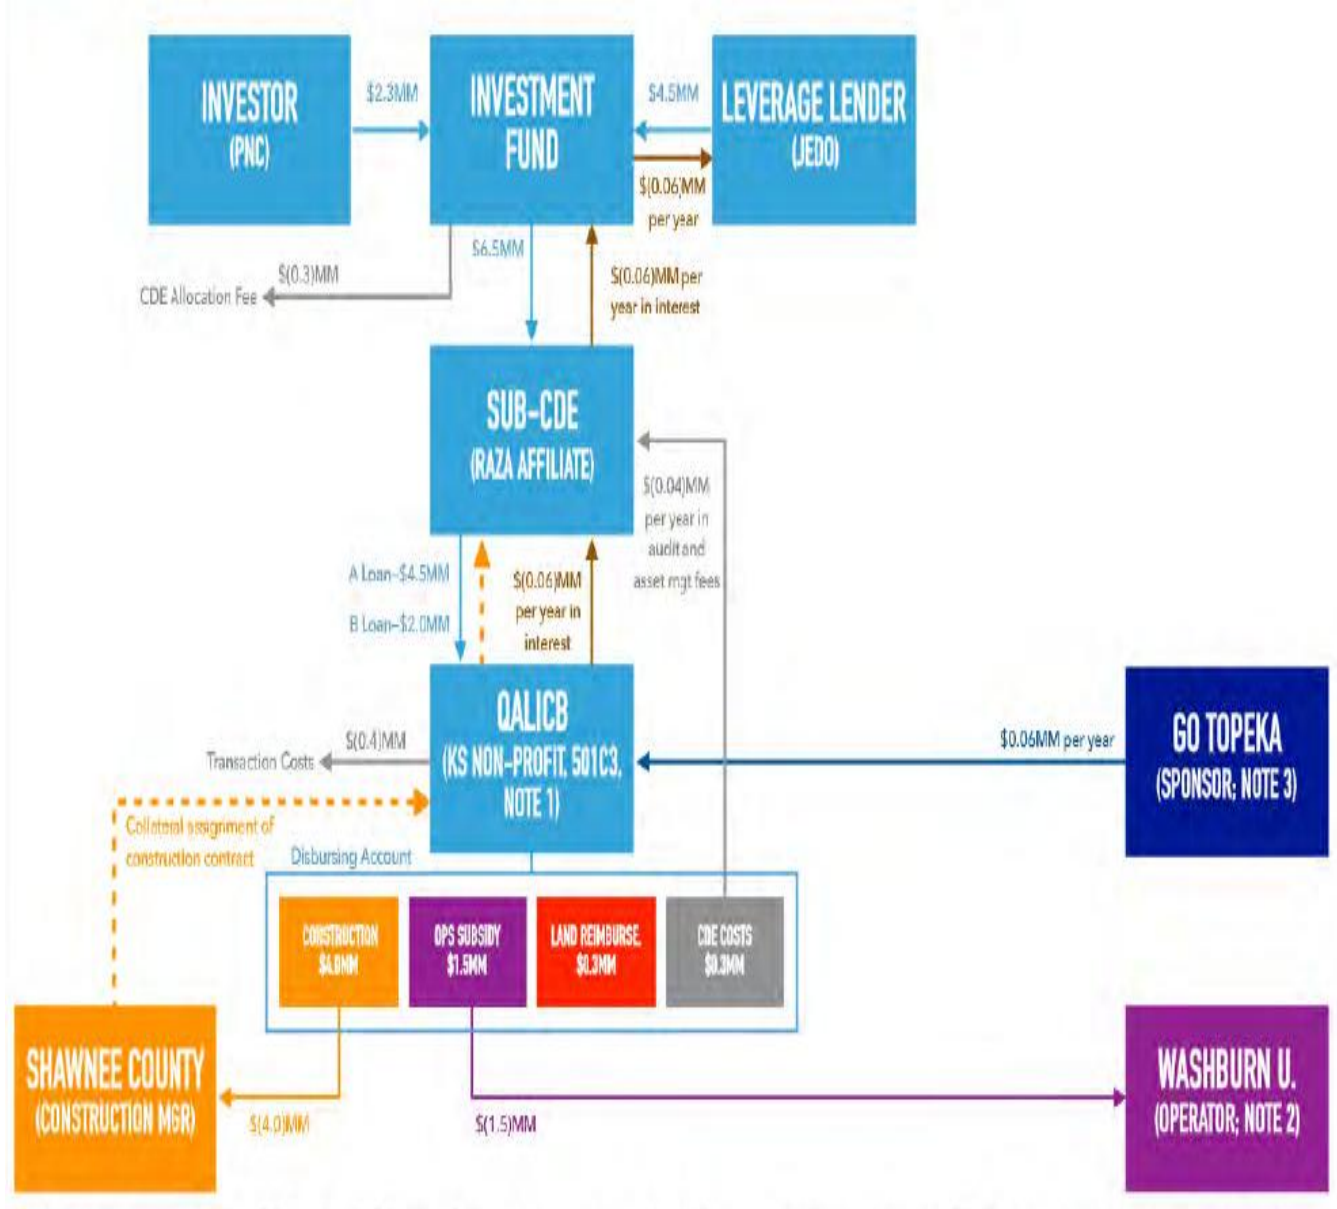 INVESTOR
(PNC)
$2.3MM
INVESTMENT
FUND
$4.5MM
LEVERAGE LENDER
(JEDO)
$(0.06)MM
per year
$6.5MM
$(0.3)MM
CDE Allocation Fee
$(0.06)MM per
year in interest
SUB-CDE
(RAZA AFFILIATE)
$(0.04)MM
per year in
audit and
asset mgt fees
A Loan-$4.5MM
B Loan-$2.0MM
$(0.06)MM
per year in
interest
QALICB
(KS NON-PROFIT, 501C3,
NOTE 1)
$(0.4)MM
Transaction Costs
$0.06MM per year
GO TOPEKA
(SPONSOR; NOTE 3)
Collateral assignment of
construction contract
Disbursing Account
CONSTRUCTION
$4.0MM
OPS SUBSIDY
$1.5MM
LAND REIMBURSE.
$0.3MM
CDE COSTS
$0.3MM
SHAWNEE COUNTY
(CONSTRUCTION MGR)
$(4.0)MM
$(1.5)MM
WASHBURN U.
(OPERATOR; NOTE 2)